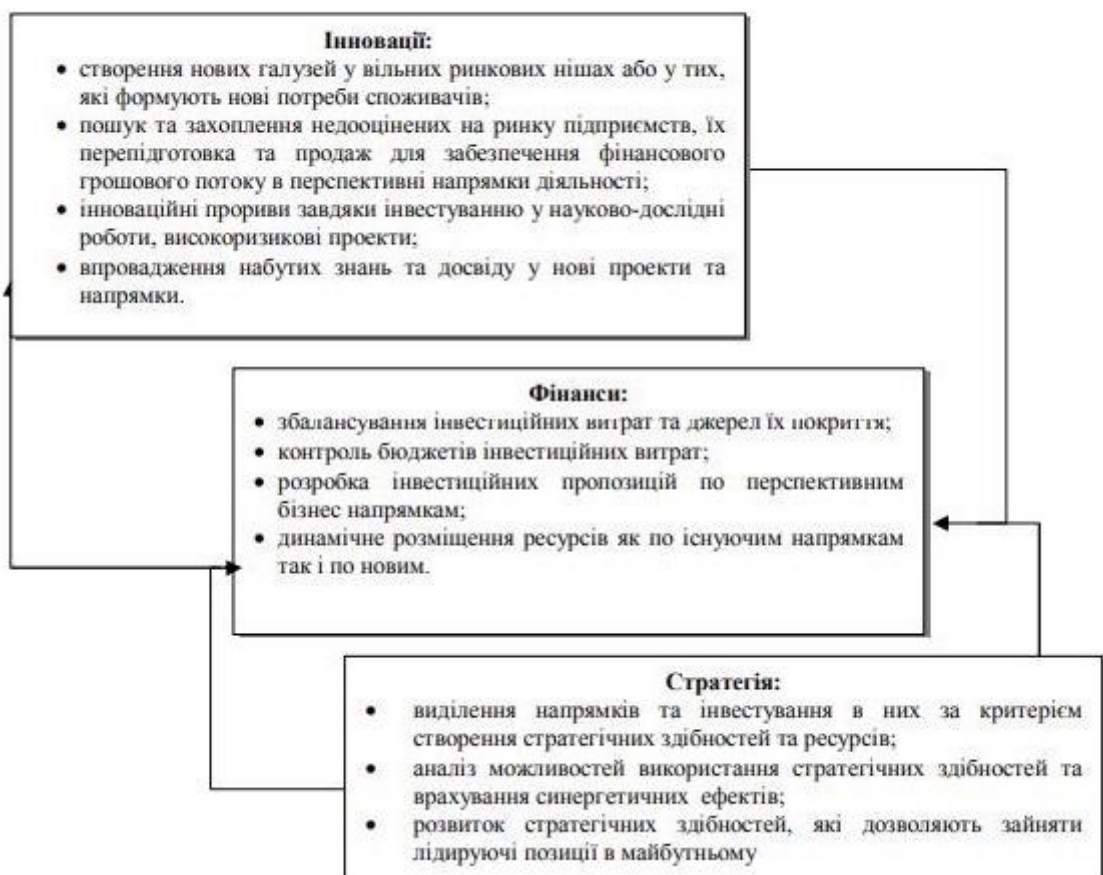 Інновації:
• створення нових галузей у вільних ринкових нішах або у тих,
які формують нові потреби споживачів;
• пошук та захоплення недооцінених на ринку підприємств, їх
перепідготовка та продаж для забезпечення фінансового
грошового потоку в перспективні напрямки діяльності;
• інноваційні прориви завдяки інвестуванню у науково-дослідні
роботи, високоризикові проекти;
• впровадження набутих знань та досвіду у нові проекти та
напрямки.
Фінанси:
• збалансування інвестиційних витрат та джерел їх покриття;
• контроль бюджетів інвестиційних витрат;
• розробка інвестиційних пропозицій по перспективним
бізнес напрямкам;
• динамічне розміщення ресурсів як по існуючим напрямкам
так і по новим.
Стратегія:
• виділення напрямків та інвестування в них за критерієм
створення стратегічних здібностей та ресурсів;
• аналіз можливостей використання стратегічних здібностей та
врахування синергетичних ефектів;
• розвиток стратегічних здібностей, які дозволяють зайняти
лідируючі позиції в майбутньому